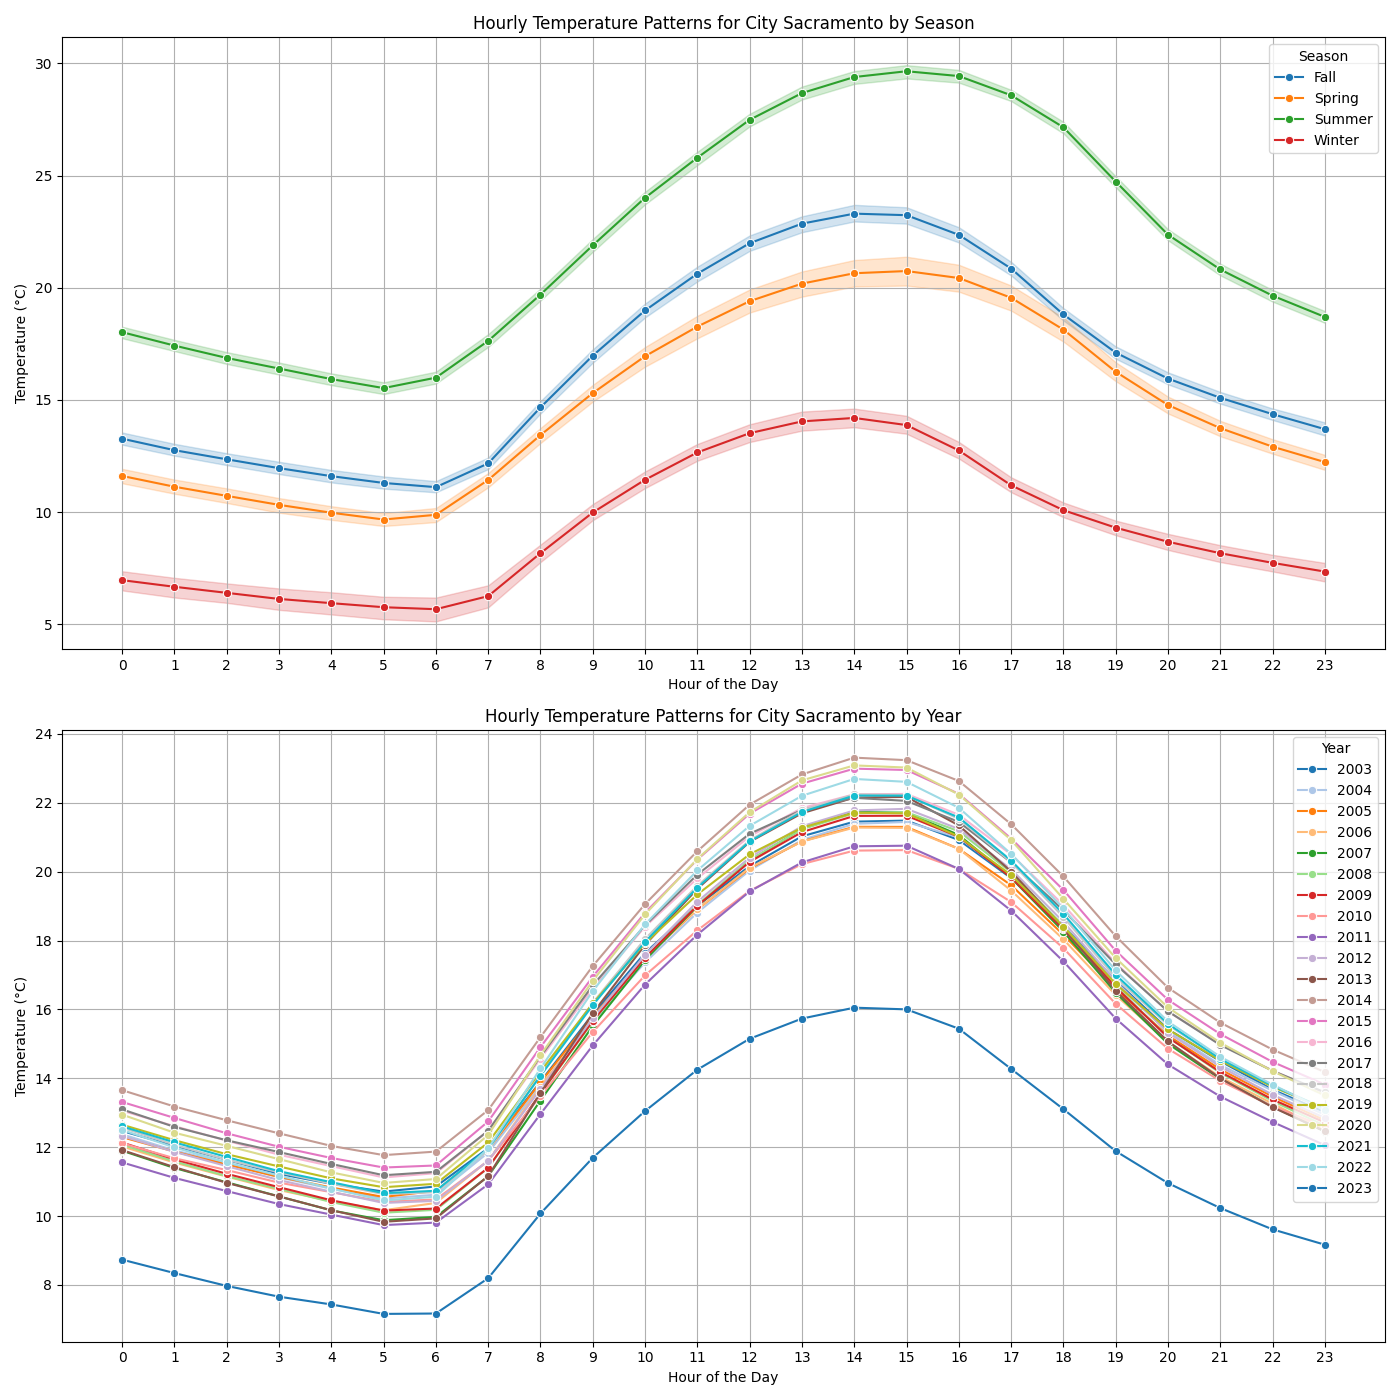 Hourly Temperature Patterns for City Sacramento by Season
30
25
20
15
10
5
Temperature (°C)
Season
Fall
Spring
Summer
Winter
0 1 2 3 4 5 6 7 8 9 10 11 12 13 14 15 16 17 18 19 20 21 22 23
Hour of the Day
Hourly Temperature Patterns for City Sacramento by Year
24
22
20
18
16
14
12
10
8
Temperature (°C)
Year
2003
2004
2005
2006
2007
2008
2009
2010
2011
2012
2013
2014
2015
2016
2017
2018
2019
2020
2021
2022
2023
0 1 2 3 4 5 6 7 8 9 10 11 12 13 14 15 16 17 18 19 20 21 22 23
Hour of the Day